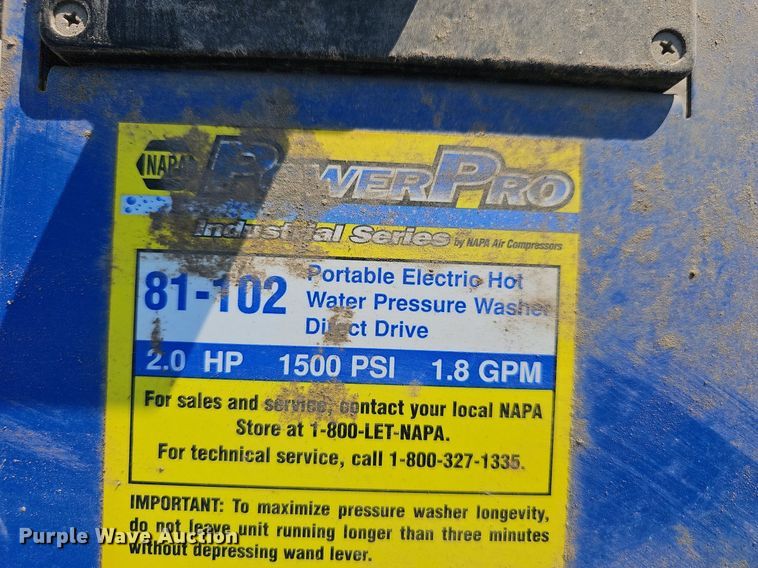 NAPA
PowerPro
Industrial Series by NAPA Air Compressors
81-102
Portable Electric Hot
Water Pressure Washer
Direct Drive
2.0 HP 1500 PSI 1.8 GPM
For sales and service, contact your local NAPA
Store at 1-800-LET-NAPA.
For technical service, call 1-800-327-1335.
IMPORTANT: To maximize pressure washer longevity,
do not leave unit running longer than three minutes
without depressing wand lever.
Purple Wave Auction